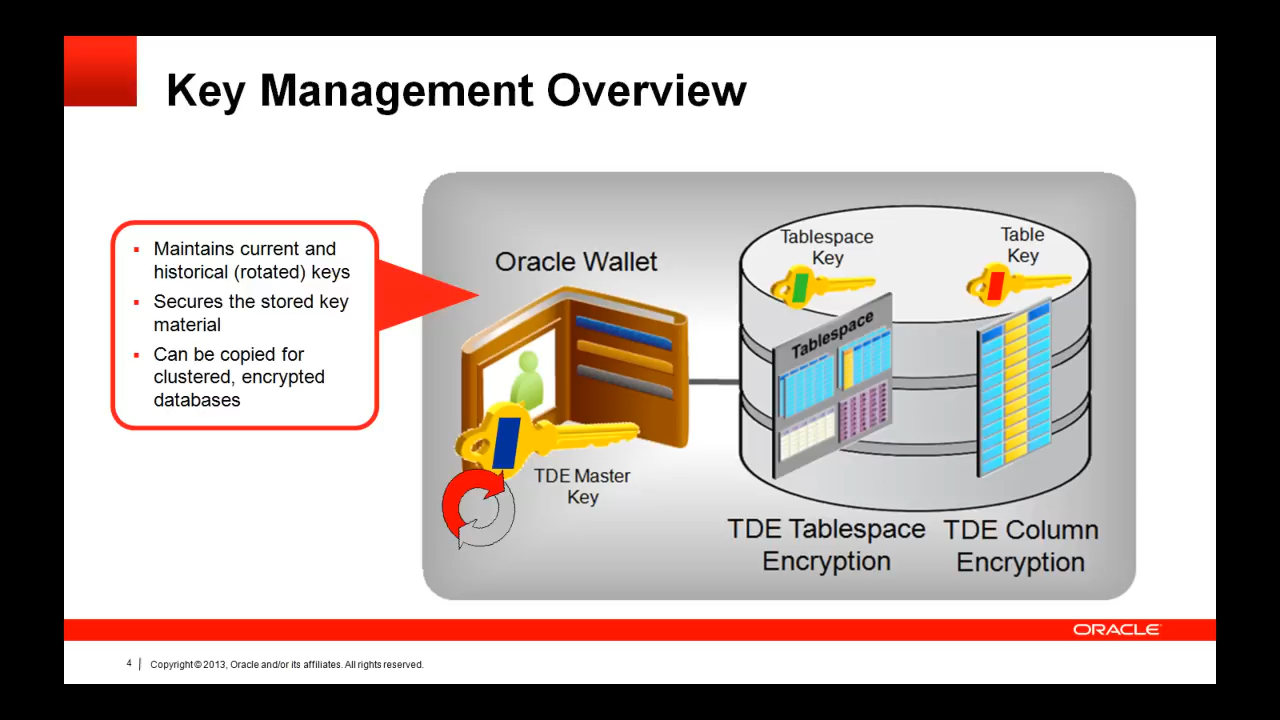 Key Management Overview
Maintains current and
historical (rotated) keys
Secures the stored key
material
Can be copied for
clustered, encrypted
databases
Oracle Wallet
TDE Master
Key
Tablespace
Key
Table
Key
Tablespace
TDE Tablespace
Encryption
TDE Column
Encryption
ORACLE
4
Copyright © 2013, Oracle and/or its affiliates. All rights reserved.